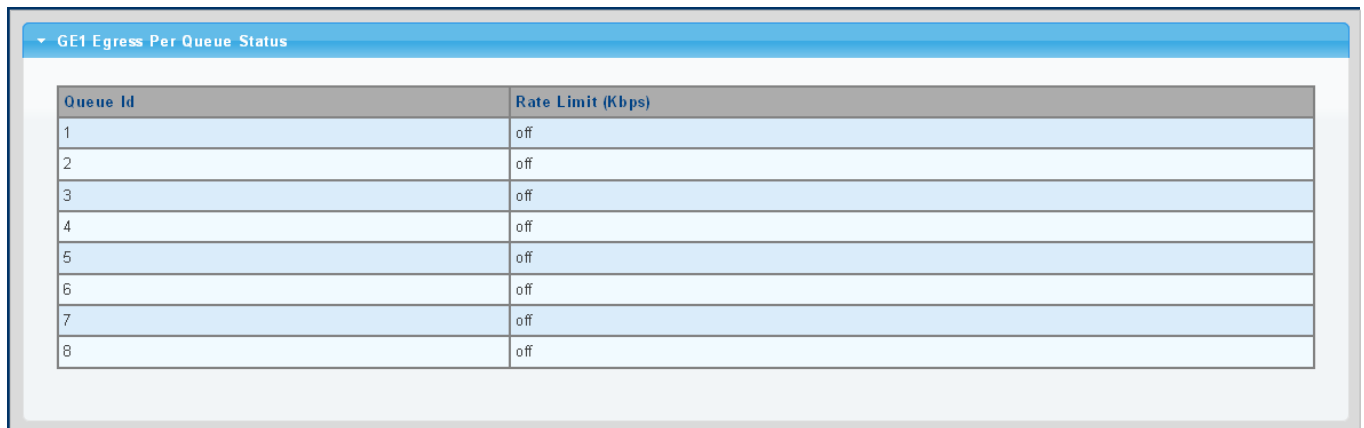 GE1 Egress Per Queue Status
Queue Id Rate Limit (Kbps)
1 off
2 off
3 off
4 off
5 off
6 off
7 off
8 off